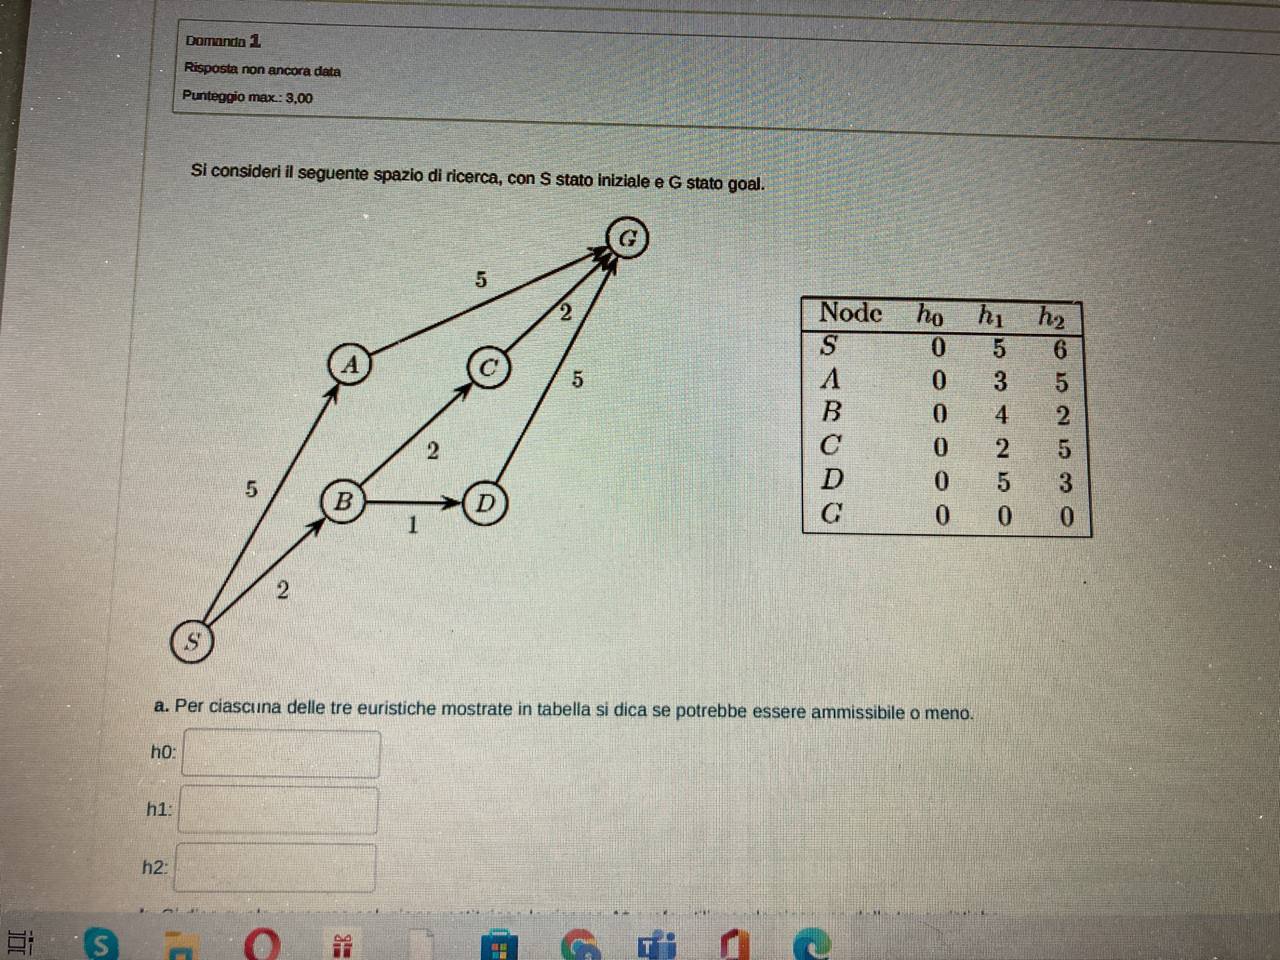 Domanda 1
Risposta non ancora data
Punteggio max.: 3,00
Si consideri il seguente spazio di ricerca, con S stato iniziale e G stato goal.
G
5
2
A
C
5
2
5
B
D
1
2
S
Node h0 h1 h2
S 0 5 6
A 0 3 5
B 0 4 2
C 0 2 5
D 0 5 3
G 0 0 0
a. Per ciascuna delle tre euristiche mostrate in tabella si dica se potrebbe essere ammissibile o meno.
h0:
h1:
h2:
S
T